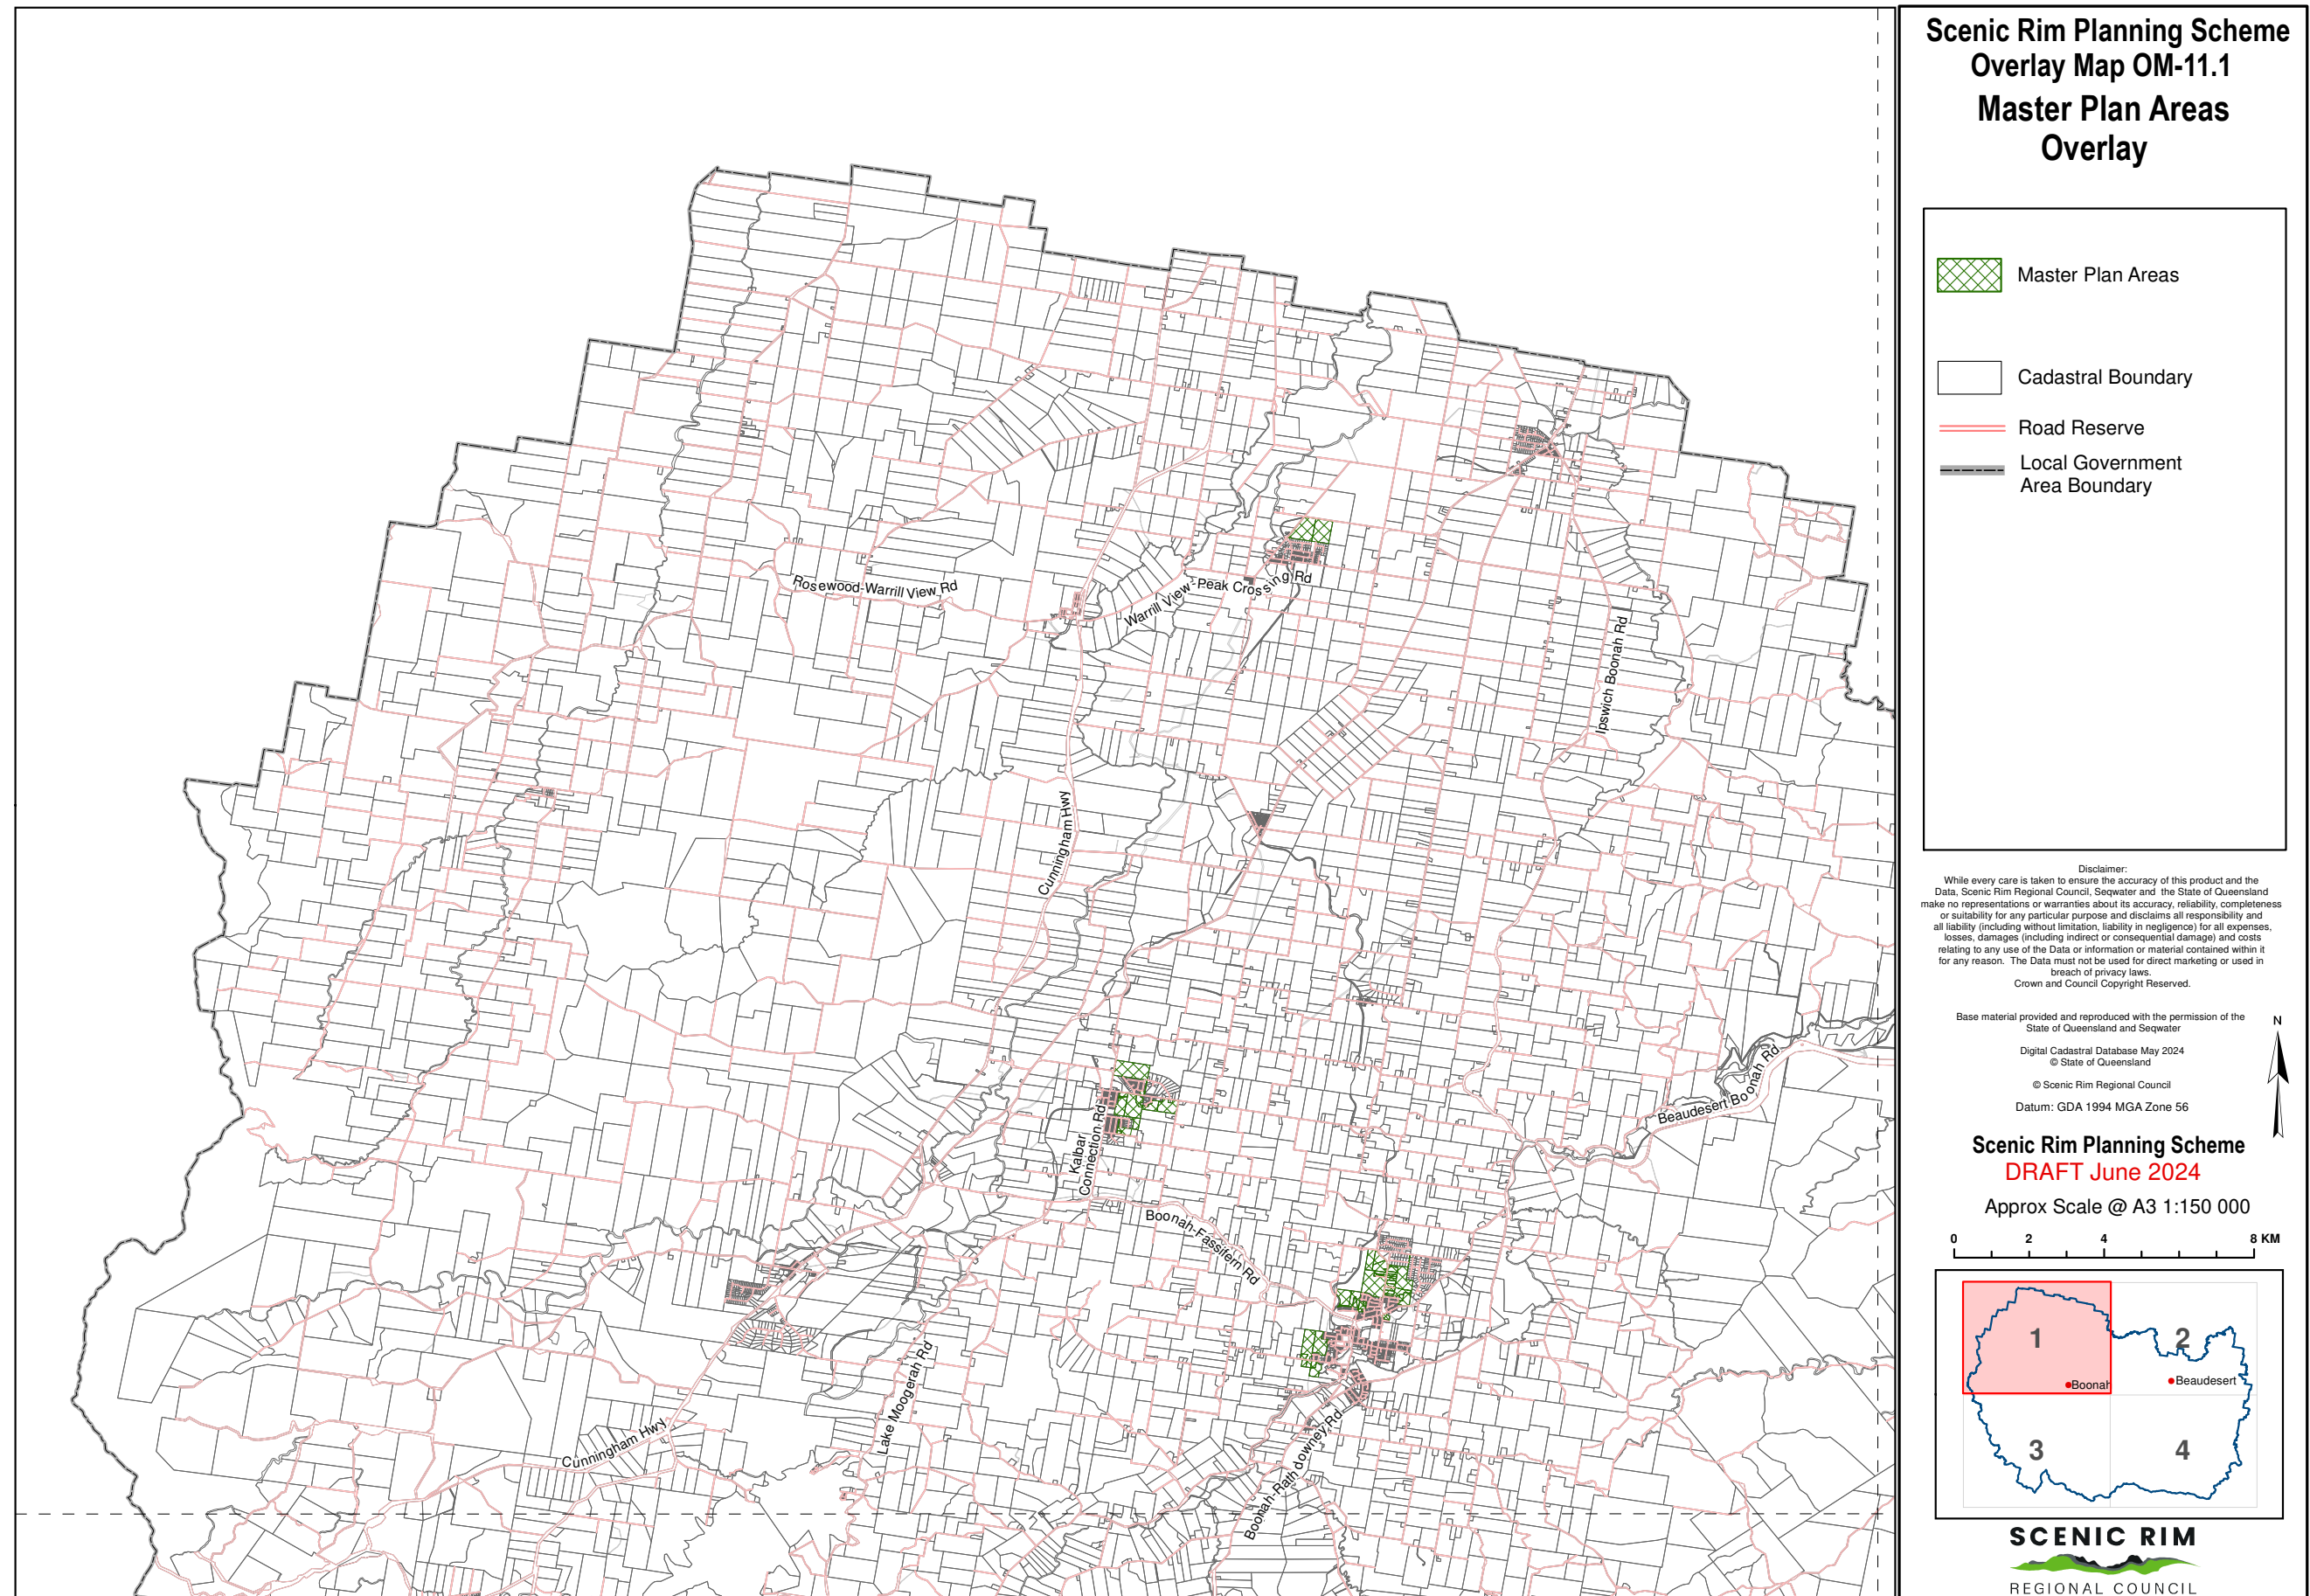 Scenic Rim Planning Scheme
Overlay Map OM-11.1
Master Plan Areas
Overlay
Master Plan Areas
Cadastral Boundary
Road Reserve
Local Government
Area Boundary
Rosewood-Warrill View Rd
Warrill View-Peak Crossing Rd
Ipswich Boonah Rd
Cunningham Hwy
Kalbar
Connection Rd
Beaudesert Boonah Rd
Boonah-Fassifern Rd
Lake Moogerah Rd
Cunningham Hwy
Boonah-Rathdowney Rd
Disclaimer:
While every care is taken to ensure the accuracy of this product and the
Data, Scenic Rim Regional Council, Seqwater and the State of Queensland
make no representations or warranties about its accuracy, reliability, completeness
or suitability for any particular purpose and disclaims all responsibility and
all liability (including without limitation, liability in negligence) for all expenses,
losses, damages (including indirect or consequential damage) and costs
relating to any use of the Data or information or material contained within it
for any reason. The Data must not be used for direct marketing or used in
breach of privacy laws.
Crown and Council Copyright Reserved.
Base material provided and reproduced with the permission of the
State of Queensland and Seqwater
N
Digital Cadastral Database May 2024
© State of Queensland
© Scenic Rim Regional Council
Datum: GDA 1994 MGA Zone 56
Scenic Rim Planning Scheme
DRAFT June 2024
Approx Scale @ A3 1:150 000
0 2 4 8 KM
1 2
Boonah Beaudesert
3 4
SCENIC RIM
REGIONAL COUNCIL